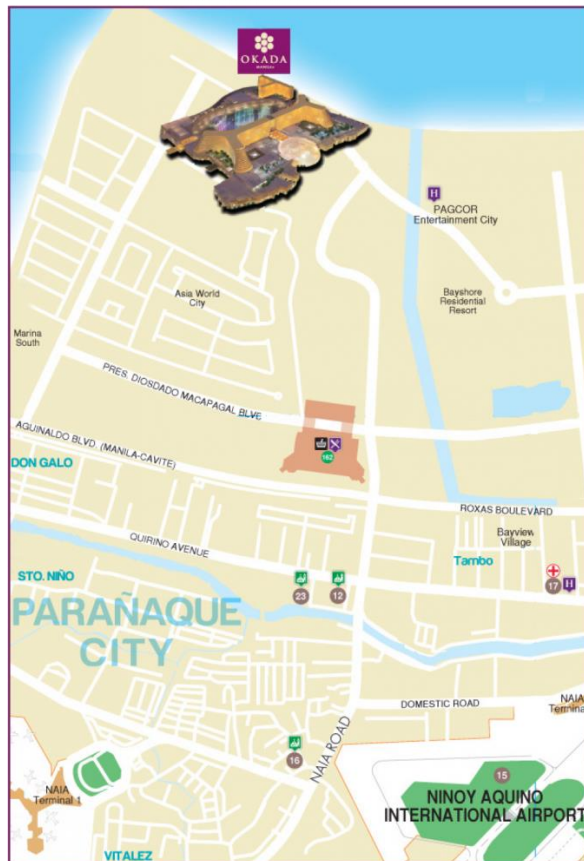 OKADA
MANILA
H
PAGCOR
Entertainment City
Asia World
City
Bayshore
Residential
Resort
Marina
South
PRES. DIOSDADO MACAPAGAL BLVE
AGUINALDO BLVD. (MANILA-CAVITE)
162
DON GALO
ROXAS BOULEVARD
QUIRINO AVENUE
Bayview
Village
Tambo
STO. NIÑO
23
12
17
H
PARAÑAQUE
CITY
DOMESTIC ROAD
NAIA
Terminal
NAIA ROAD
16
15
NAIA
Terminal 1
NINOY AQUINO
INTERNATIONAL AIRPORT
VITALEZ